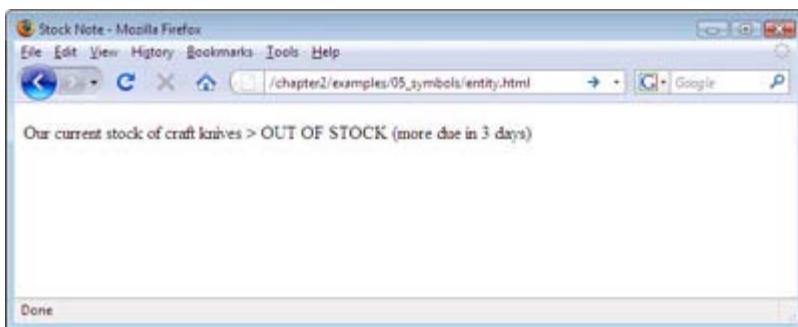 Stock Note - Mozilla Firefox
File Edit View History Bookmarks Tools Help
/chapter2/examples/05_symbols/entity.html
G Google
Our current stock of craft knives > OUT OF STOCK (more due in 3 days)
Done